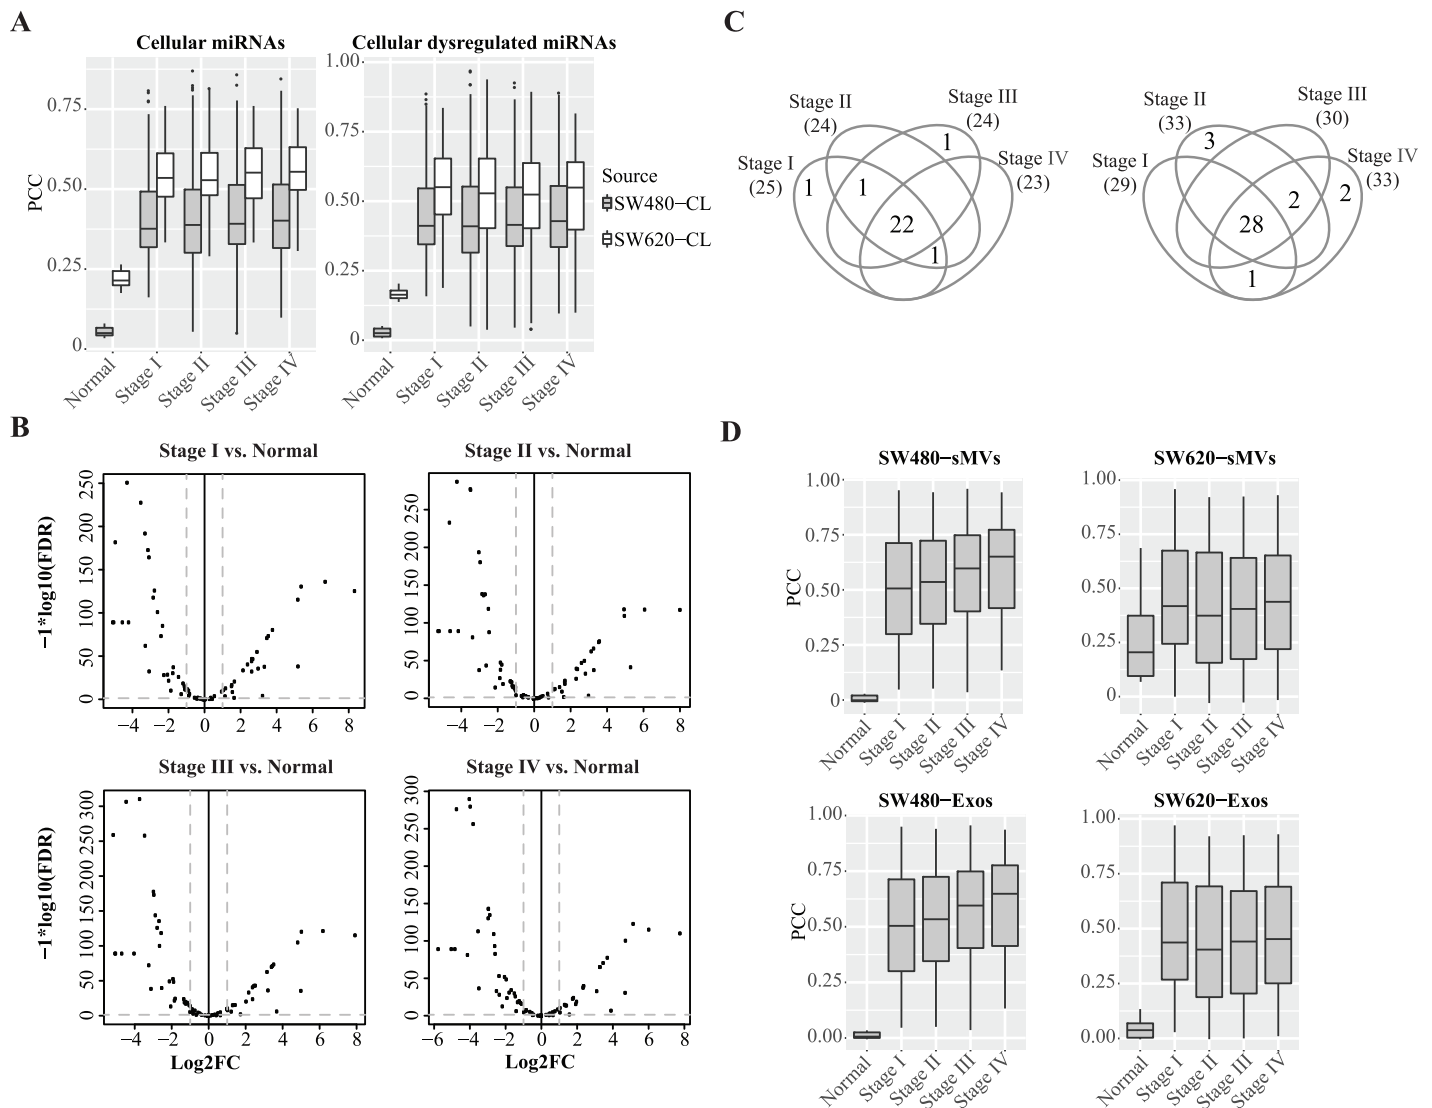 A
Cellular miRNAs
Cellular dysregulated miRNAs
PCC
0.75
0.50
0.25
0
Normal
Stage I
Stage II
Stage III
Stage IV
1.00
0.75
0.50
0.25
0
Normal
Stage I
Stage II
Stage III
Stage IV
Source
SW480−CL
SW620−CL
C
Stage II
(24)
Stage III
(24)
Stage I
(25)
Stage IV
(23)
1
1
1
22
1
Stage II
(33)
Stage III
(30)
Stage I
(29)
Stage IV
(33)
3
2
2
28
1
B
Stage I vs. Normal
−1*log10(FDR)
250
200
150
100
50
0
−4
−2
0
2
4
6
8
Stage II vs. Normal
250
200
150
100
50
0
−4
−2
0
2
4
6
8
Stage III vs. Normal
−1*log10(FDR)
300
250
200
150
100
50
0
−4
−2
0
2
4
6
8
Log2FC
Stage IV vs. Normal
300
250
200
150
100
50
0
−6
−4
−2
0
2
4
6
8
Log2FC
D
SW480−sMVs
PCC
1.00
0.75
0.50
0.25
0
Normal
Stage I
Stage II
Stage III
Stage IV
SW620−sMVs
1.00
0.75
0.50
0.25
0
Normal
Stage I
Stage II
Stage III
Stage IV
SW480−Exos
PCC
1.00
0.75
0.50
0.25
0.00
Normal
Stage I
Stage II
Stage III
Stage IV
SW620−Exos
1.00
0.75
0.50
0.25
0.00
Normal
Stage I
Stage II
Stage III
Stage IV